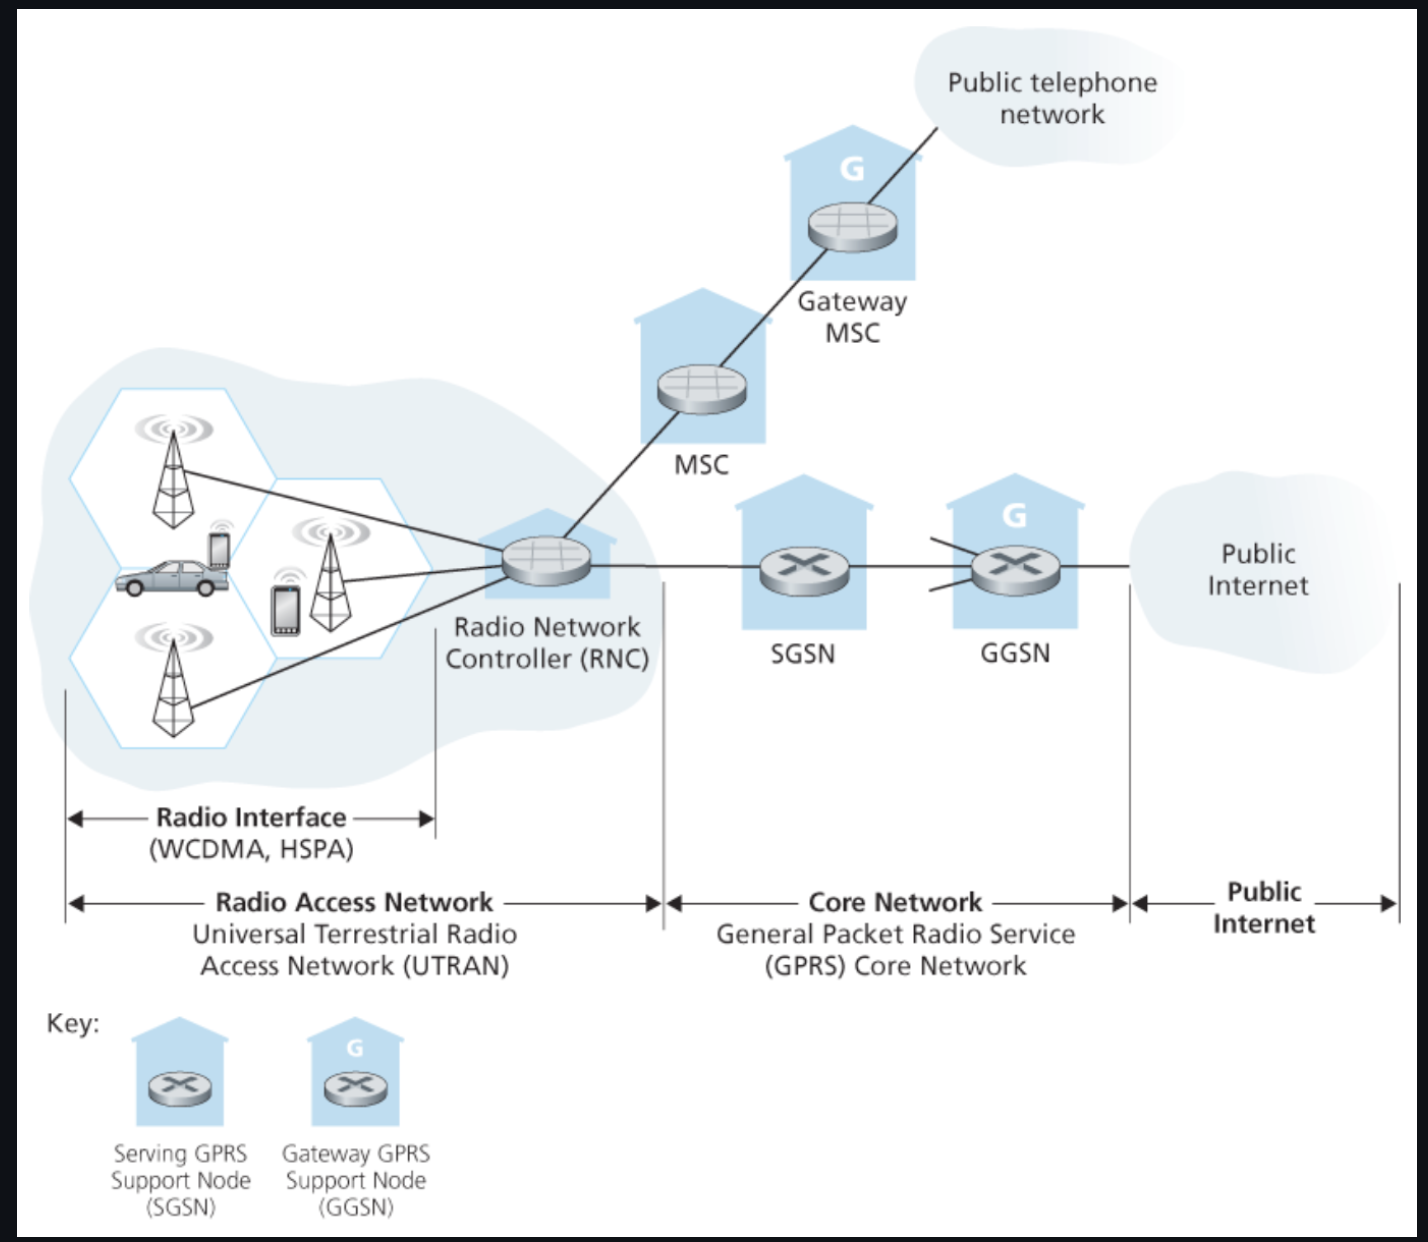 Public telephone
network
G
Gateway
MSC
MSC
G
Public
Internet
Radio Network
Controller (RNC)
SGSN
GGSN
Radio Interface
(WCDMA, HSPA)
Radio Access Network
Universal Terrestrial Radio
Access Network (UTRAN)
Core Network
General Packet Radio Service
(GPRS) Core Network
Public
Internet
Key:
G
Serving GPRS
Support Node
(SGSN)
Gateway GPRS
Support Node
(GGSN)